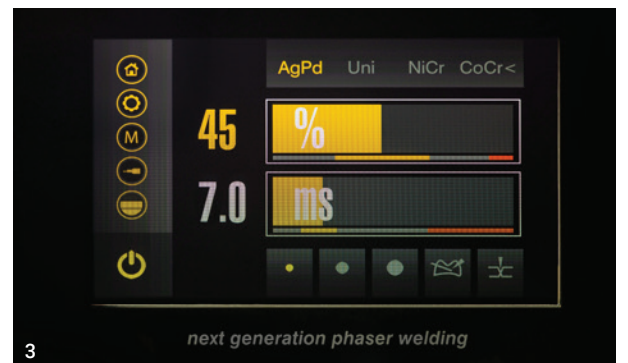 AgPd Uni NiCr CoCr<
M
45 %
7.0 ms
next generation phaser welding
3